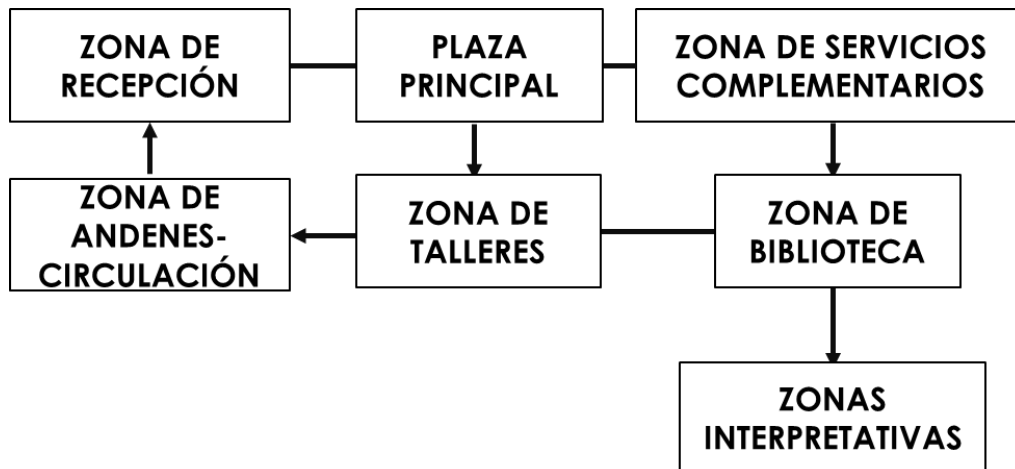 ZONA DE
RECEPCIÓN
PLAZA
PRINCIPAL
ZONA DE SERVICIOS
COMPLEMENTARIOS
ZONA DE
ANDENES-
CIRCULACIÓN
ZONA DE
TALLERES
ZONA DE
BIBLIOTECA
ZONAS
INTERPRETATIVAS